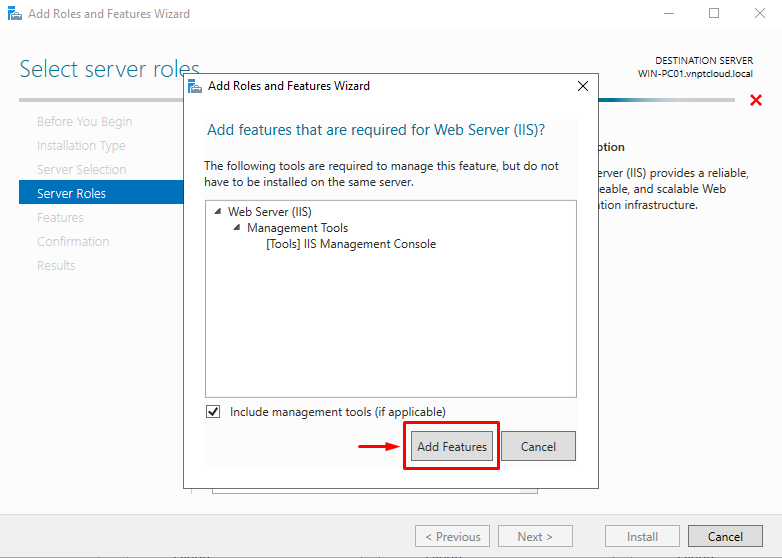 Add Roles and Features Wizard
Select server roles
DESTINATION SERVER
WIN-PC01.vnptcloud.local
Before You Begin
Installation Type
Server Selection
Server Roles
Features
Confirmation
Results
Add Roles and Features Wizard
Add features that are required for Web Server (IIS)?
The following tools are required to manage this feature, but do not
have to be installed on the same server.
Web Server (IIS)
Management Tools
[Tools] IIS Management Console
Include management tools (if applicable)
Add Features
Cancel
(IIS) provides a reliable,
and scalable Web
infrastructure.
< Previous
Next >
Install
Cancel